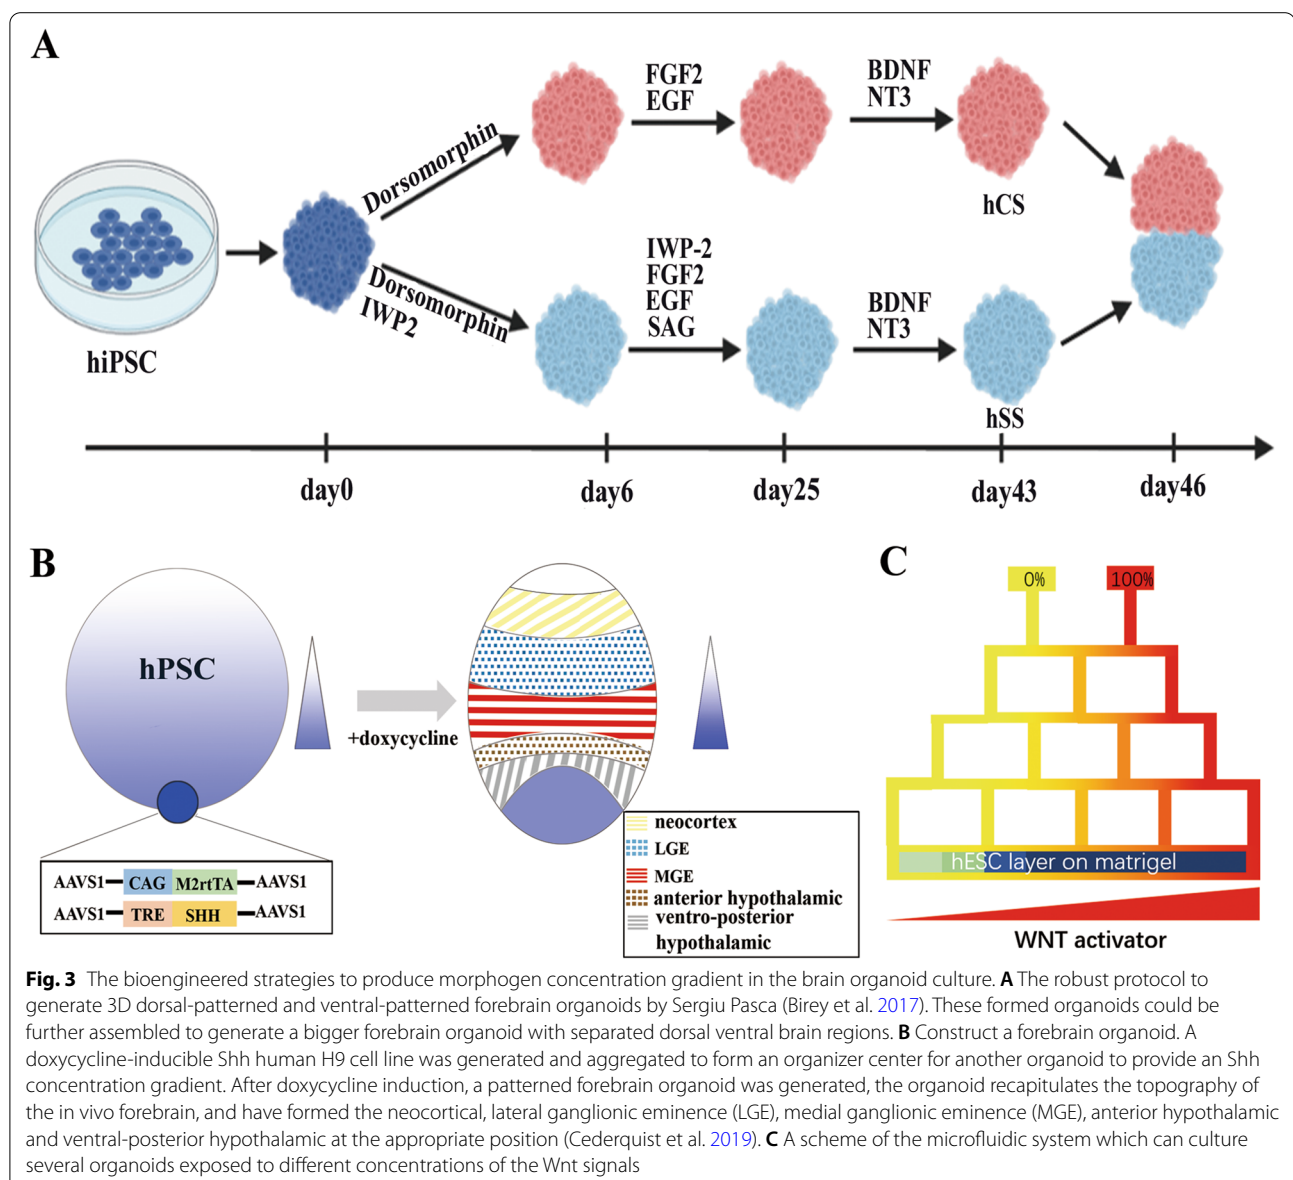 A
FGF2
EGF
BDNF
NT3
Dorsomorphin
hCS
hiPSC
Dorsomorphin
IWP2
IWP-2
FGF2
EGF
SAG
BDNF
NT3
hSS
day0
day6
day25
day43
day46
B
hPSC
+doxycycline
AAVS1 CAG M2rtTA AAVS1
AAVS1 TRE SHH AAVS1
neocortex
LGE
MGE
anterior hypothalamic
ventro-posterior
hypothalamic
C
0% 100%
hESC layer on matrigel
WNT activator
Fig. 3 The bioengineered strategies to produce morphogen concentration gradient in the brain organoid culture. A The robust protocol to
generate 3D dorsal-patterned and ventral-patterned forebrain organoids by Sergiu Pasca (Birey et al. 2017). These formed organoids could be
further assembled to generate a bigger forebrain organoid with separated dorsal ventral brain regions. B Construct a forebrain organoid. A
doxycycline-inducible Shh human H9 cell line was generated and aggregated to form an organizer center for another organoid to provide an Shh
concentration gradient. After doxycycline induction, a patterned forebrain organoid was generated, the organoid recapitulates the topography of
the in vivo forebrain, and have formed the neocortical, lateral ganglionic eminence (LGE), medial ganglionic eminence (MGE), anterior hypothalamic
and ventral-posterior hypothalamic at the appropriate position (Cederquist et al. 2019). C A scheme of the microfluidic system which can culture
several organoids exposed to different concentrations of the Wnt signals